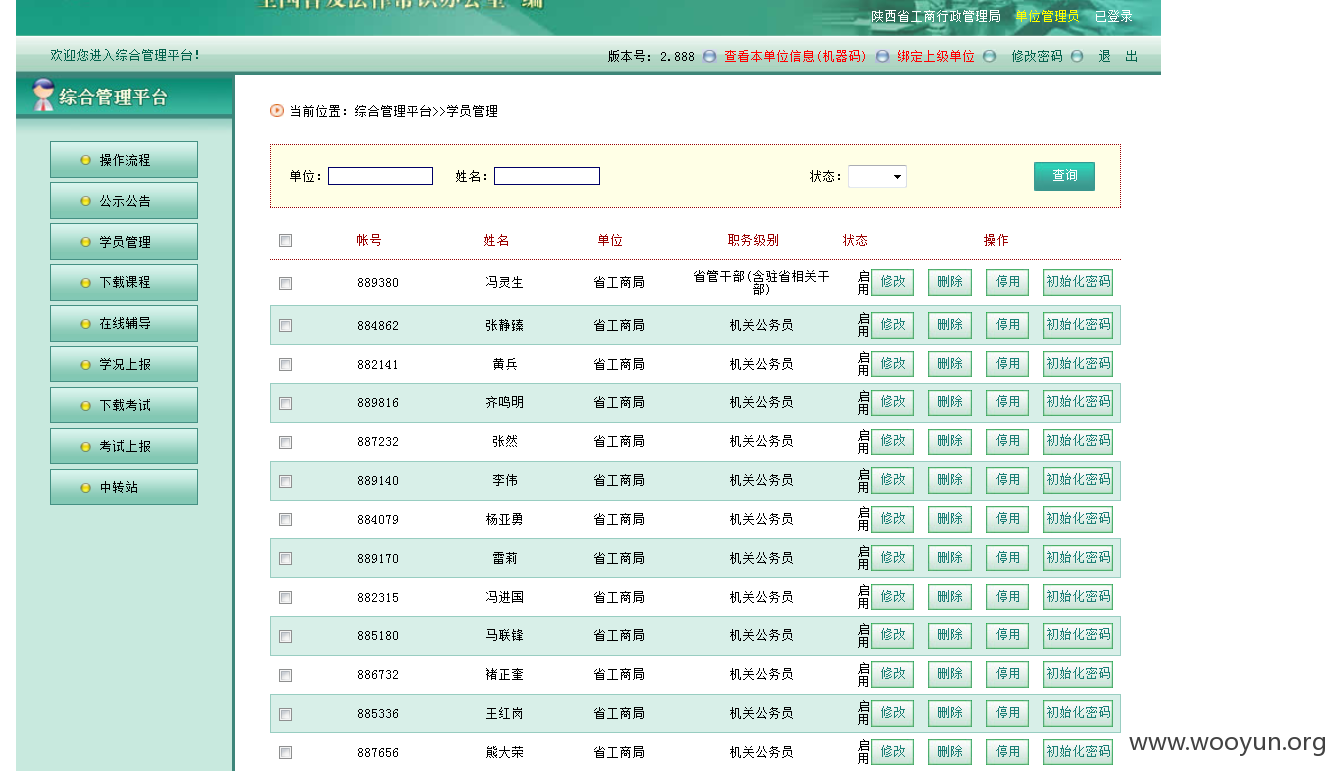 全国普及法律常识办公室 编
陕西省工商行政管理局 单位管理员 已登录
欢迎您进入综合管理平台! 版本号: 2.888 查看本单位信息(机器码) 绑定上级单位 修改密码 退 出
综合管理平台
操作流程
公示公告
学员管理
下载课程
在线辅导
学况上报
下载考试
考试上报
中转站
当前位置: 综合管理平台>>学员管理
单位: 姓名: 状态: 查询
帐号 姓名 单位 职务级别 状态 操作
889380 冯灵生 省工商局 省管干部(含驻省相关干部) 启用 修改 删除 停用 初始化密码
884862 张静臻 省工商局 机关公务员 启用 修改 删除 停用 初始化密码
882141 黄兵 省工商局 机关公务员 启用 修改 删除 停用 初始化密码
889816 齐鸣明 省工商局 机关公务员 启用 修改 删除 停用 初始化密码
887232 张然 省工商局 机关公务员 启用 修改 删除 停用 初始化密码
889140 李伟 省工商局 机关公务员 启用 修改 删除 停用 初始化密码
884079 杨亚勇 省工商局 机关公务员 启用 修改 删除 停用 初始化密码
889170 雷莉 省工商局 机关公务员 启用 修改 删除 停用 初始化密码
882315 冯进国 省工商局 机关公务员 启用 修改 删除 停用 初始化密码
885180 马联锋 省工商局 机关公务员 启用 修改 删除 停用 初始化密码
886732 褚正奎 省工商局 机关公务员 启用 修改 删除 停用 初始化密码
885336 王红岗 省工商局 机关公务员 启用 修改 删除 停用 初始化密码
887656 熊大荣 省工商局 机关公务员 启用 修改 删除 停用 初始化密码
www.wooyun.org